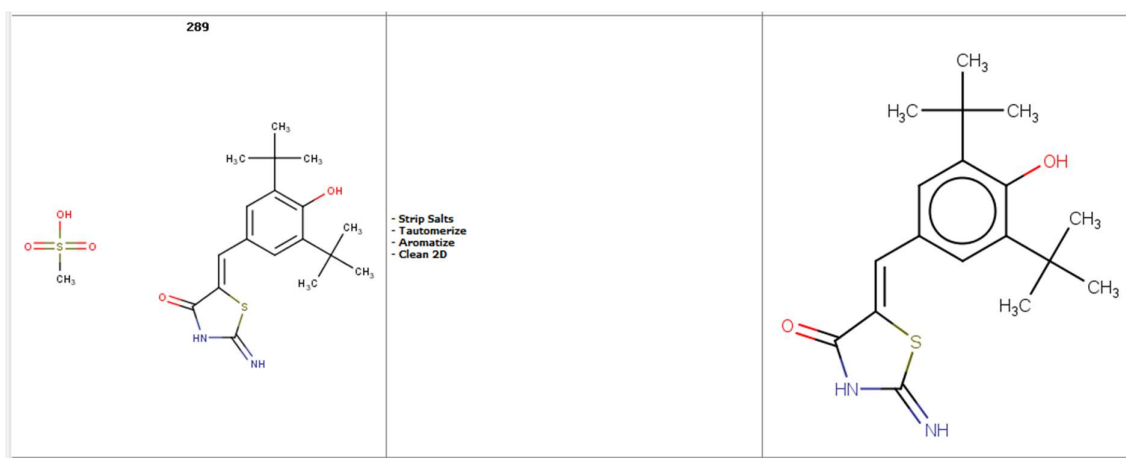 289
CH₃
H₃C
CH₃
OH
CH₃
CH₃
H₃C
OH
O
S
O
CH₃
O
S
HN
NH
- Strip Salts
- Tautomerize
- Aromatize
- Clean 2D
CH₃
H₃C
CH₃
OH
CH₃
CH₃
H₃C
O
S
HN
NH